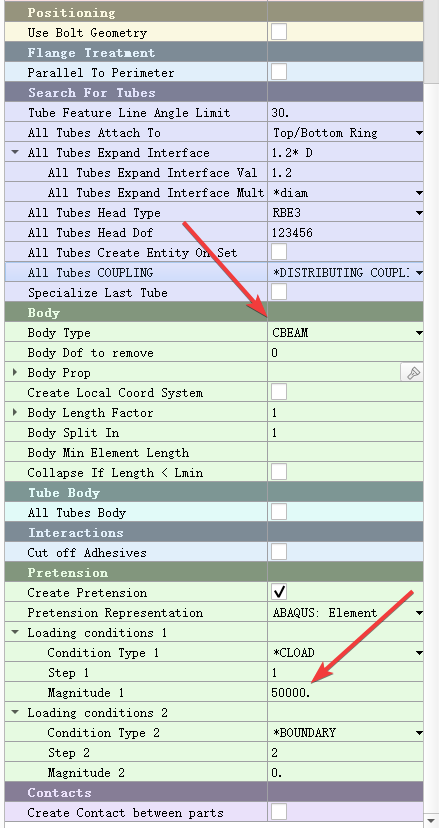 Positioning
Use Bolt Geometry
Flange Treatment
Parallel To Perimeter
Search For Tubes
Tube Feature Line Angle Limit 30.
All Tubes Attach To Top/Bottom Ring
All Tubes Expand Interface 1.2* D
All Tubes Expand Interface Val 1.2
All Tubes Expand Interface Mult *diam
All Tubes Head Type RBE3
All Tubes Head Dof 123456
All Tubes Create Entity On Set
All Tubes COUPLING *DISTRIBUTING COUPLI
Specialize Last Tube
Body
Body Type CBEAM
Body Dof to remove 0
Body Prop
Create Local Coord System
Body Length Factor 1
Body Split In 1
Body Min Element Length
Collapse If Length < Lmin
Tube Body
All Tubes Body
Interactions
Cut off Adhesives
Pretension
Create Pretension
Pretension Representation ABAQUS: Element
Loading conditions 1
Condition Type 1 *CLOAD
Step 1 1
Magnitude 1 50000.
Loading conditions 2
Condition Type 2 *BOUNDARY
Step 2 2
Magnitude 2 0.
Contacts
Create Contact between parts